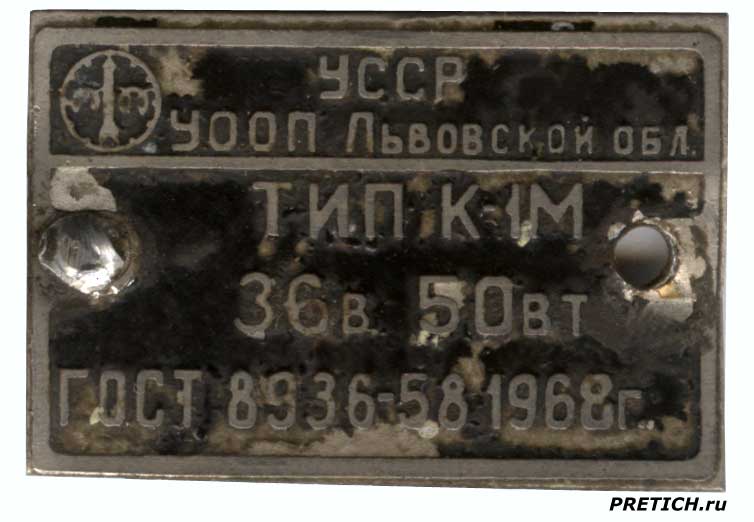 УССР
УООП ЛЬВОВСКОЙ ОБЛ.
ТИП К-1М
36в 50вт
ГОСТ 8936-58 1968г.
PRETICH.ru